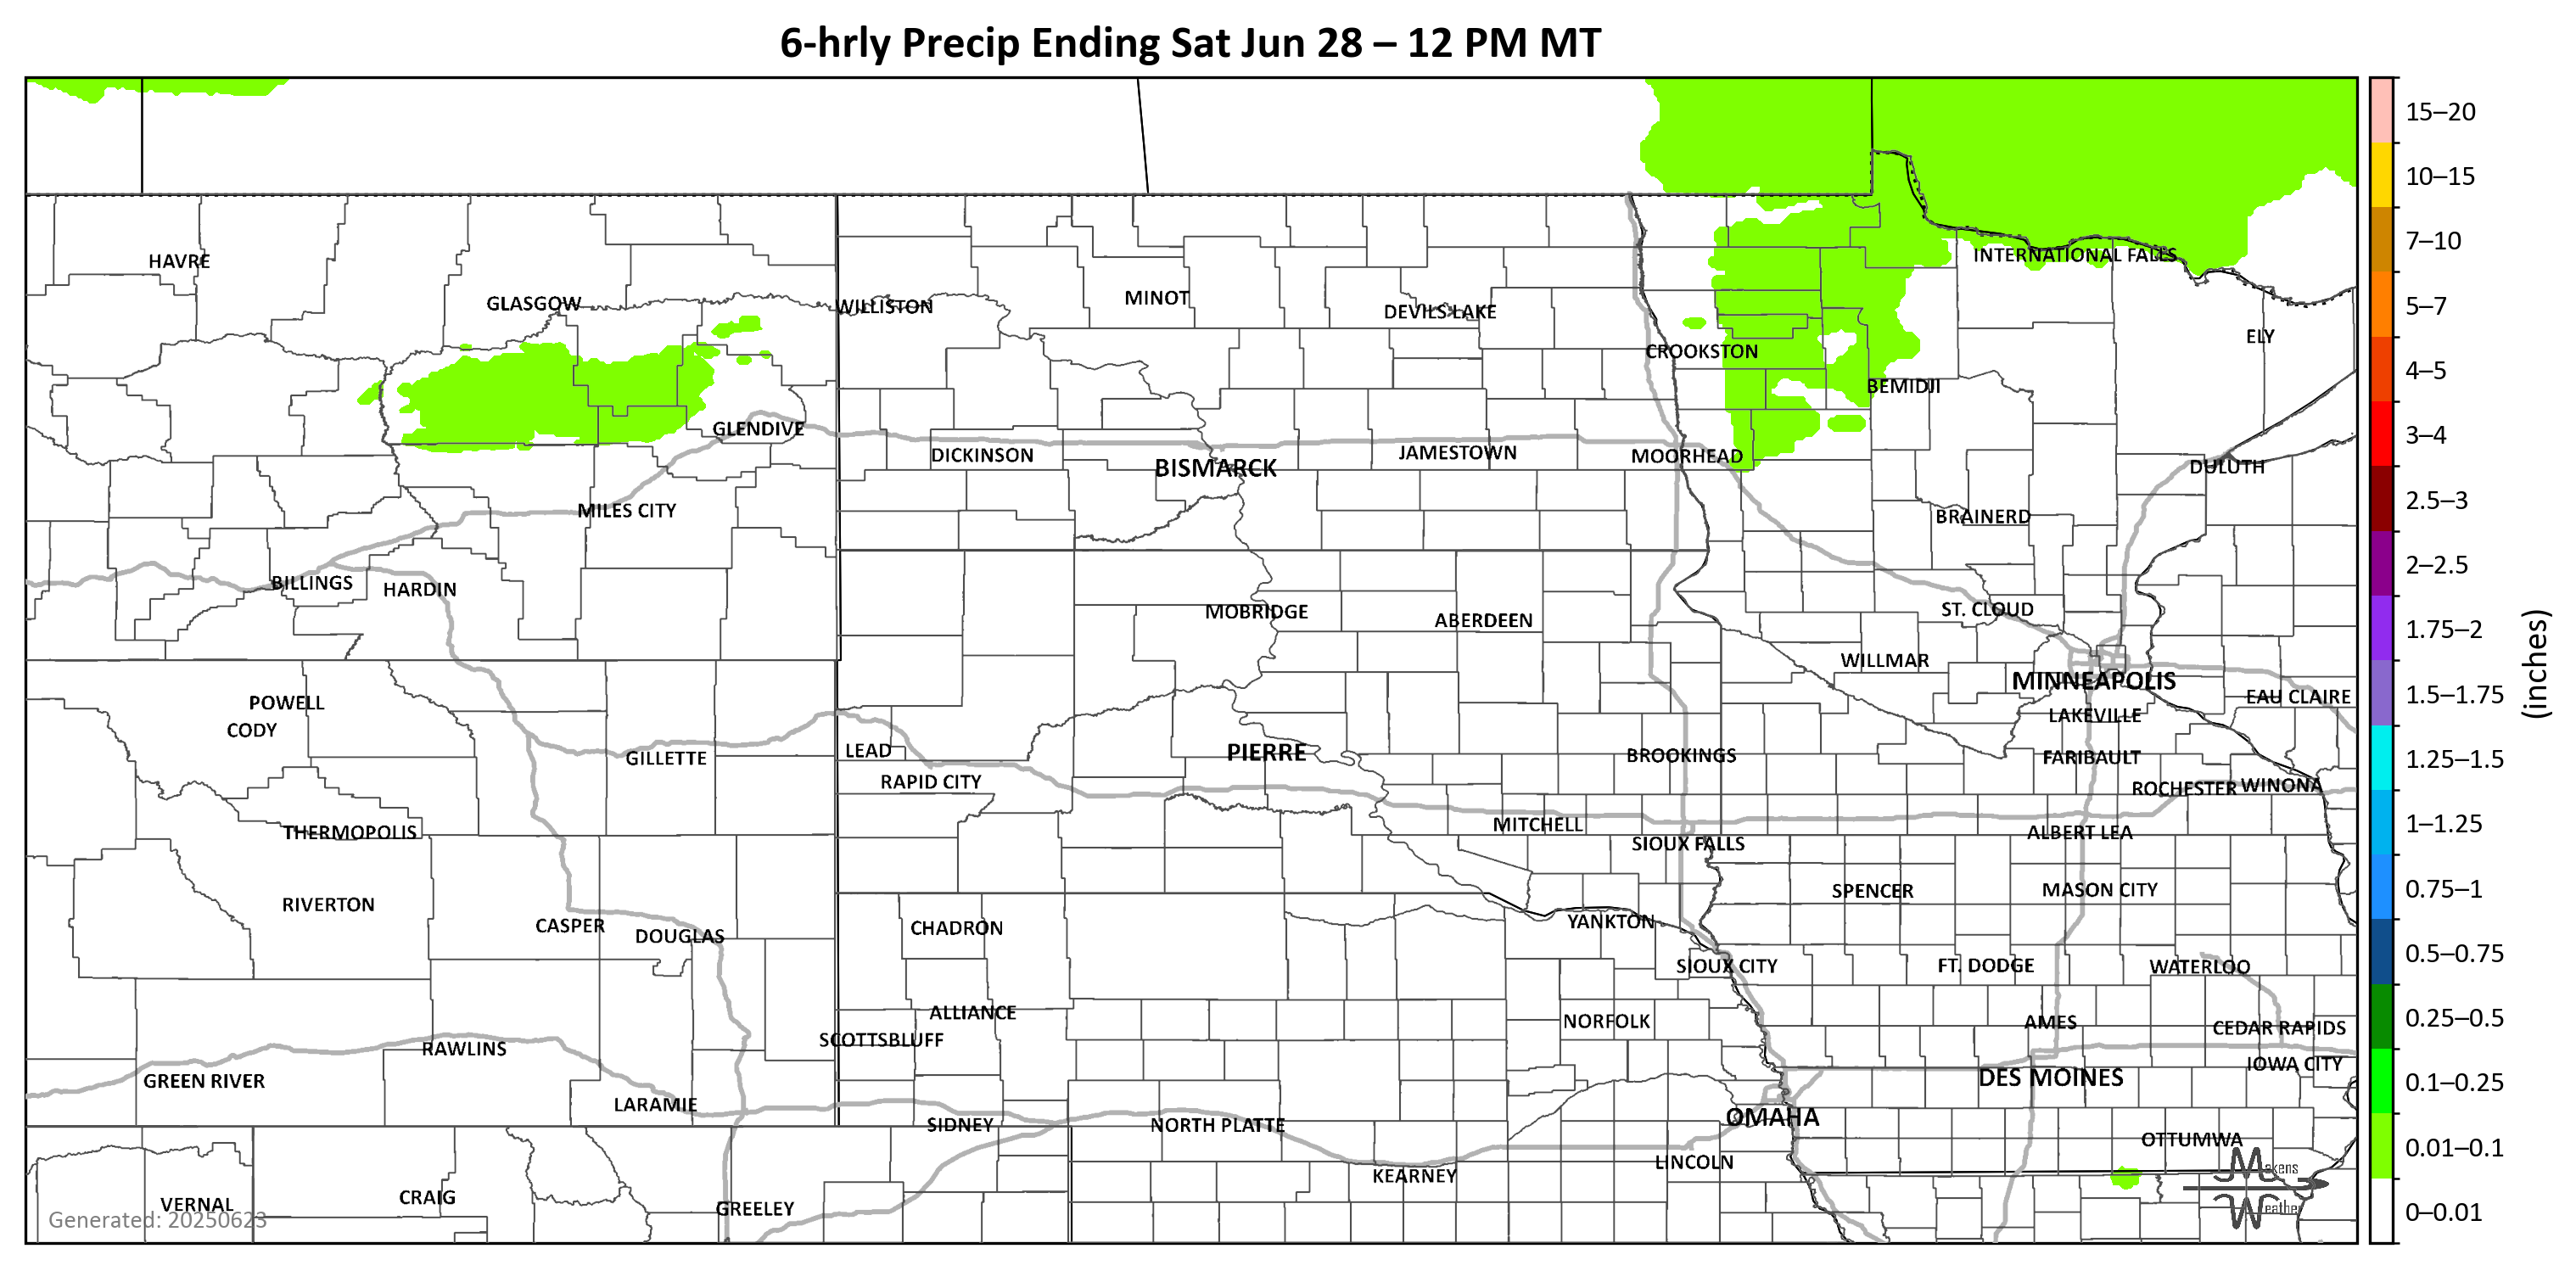 6-hrly Precip Ending Sat Jun 28 – 12 PM MT
15–20
10–15
7–10
5–7
4–5
3–4
2.5–3
2–2.5
1.75–2
1.5–1.75
1.25–1.5
1–1.25
0.75–1
0.5–0.75
0.25–0.5
0.1–0.25
0.01–0.1
0–0.01
(inches)
HAVRE
INTERNATIONAL FALLS
GLASGOW
WILLISTON
MINOT
DEVILS LAKE
ELY
CROOKSTON
BEMIDJI
GLENDIVE
DICKINSON
BISMARCK
JAMESTOWN
MOORHEAD
DULUTH
MILES CITY
BRAINERD
BILLINGS
HARDIN
MOBRIDGE
ABERDEEN
ST. CLOUD
WILLMAR
MINNEAPOLIS
EAU CLAIRE
POWELL
CODY
LAKEVILLE
GILLETTE
LEAD
PIERRE
BROOKINGS
FARIBAULT
RAPID CITY
ROCHESTER
WINONA
THERMOPOLIS
MITCHELL
ALBERT LEA
SIOUX FALLS
SPENCER
MASON CITY
RIVERTON
CASPER
DOUGLAS
CHADRON
YANKTON
SIOUX CITY
FT. DODGE
WATERLOO
ALLIANCE
NORFOLK
AMES
CEDAR RAPIDS
SCOTTSBLUFF
RAWLINS
IOWA CITY
GREEN RIVER
DES MOINES
LARAMIE
SIDNEY
NORTH PLATTE
OMAHA
OTTUMWA
LINCOLN
KEARNEY
VERNAL
CRAIG
GREELEY
Makens
Weather
Generated: 20250623